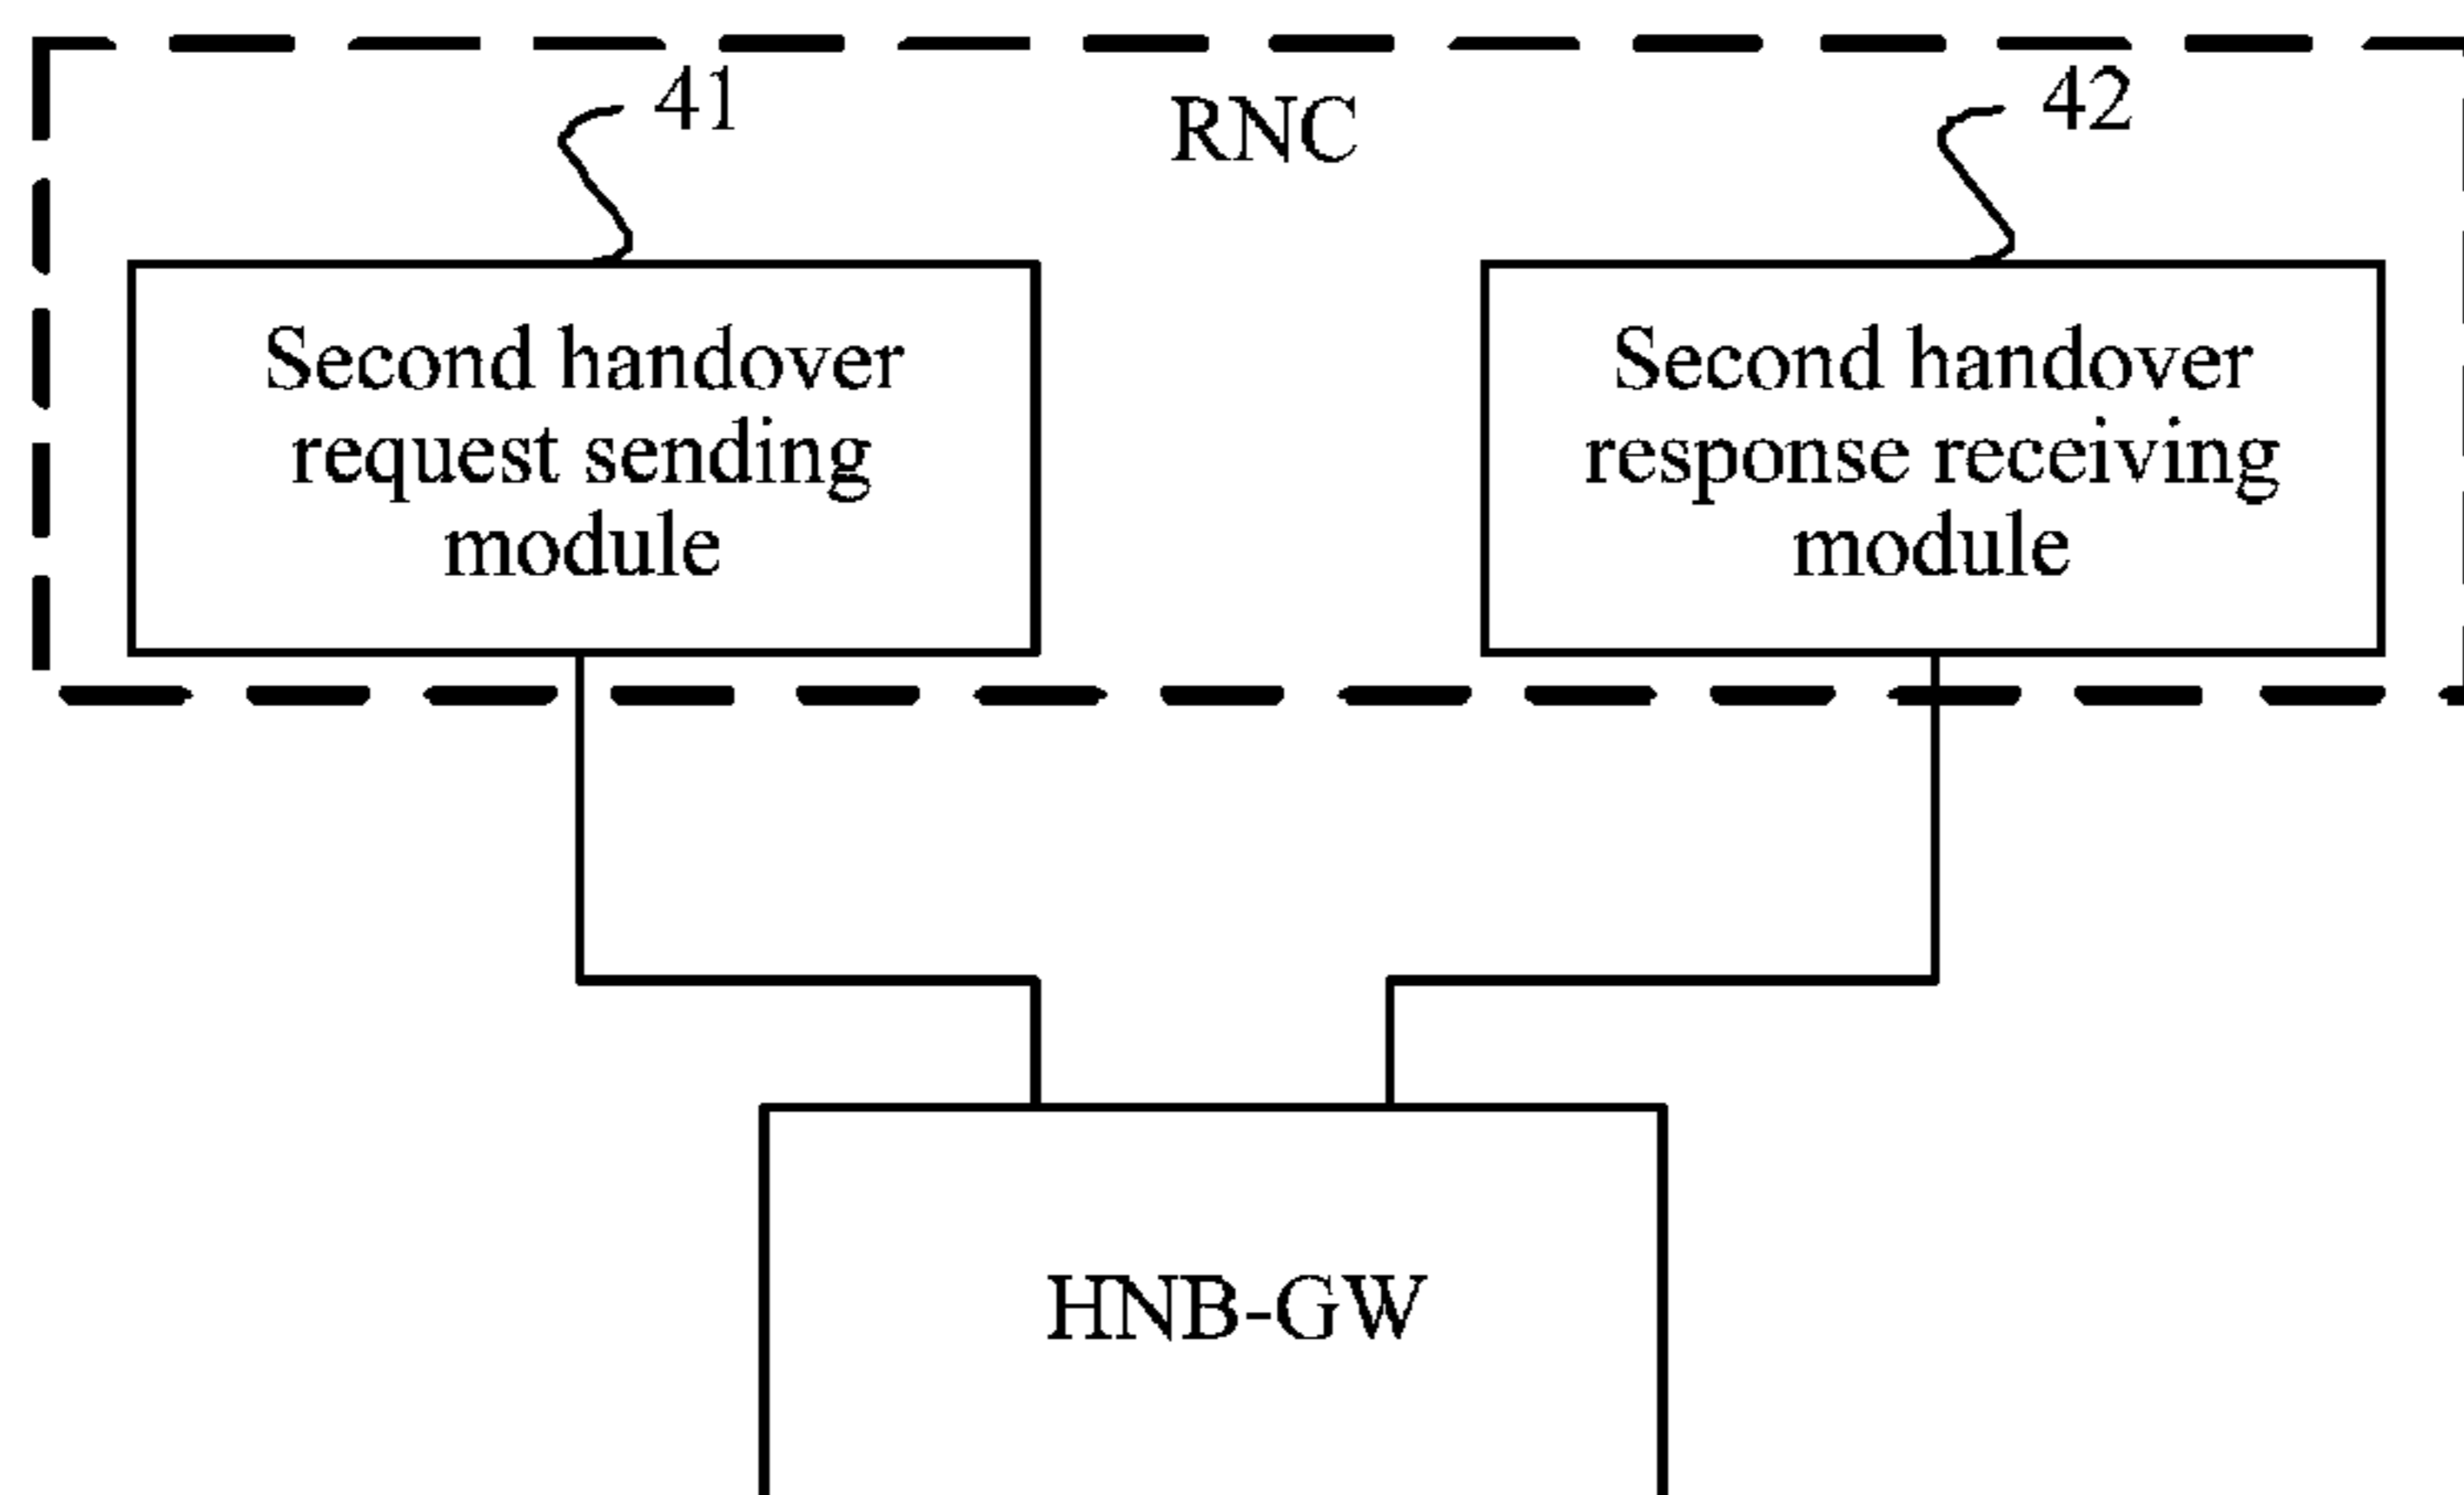 41
RNC
42
Second handover
request sending
module
Second handover
response receiving
module
HNB-GW